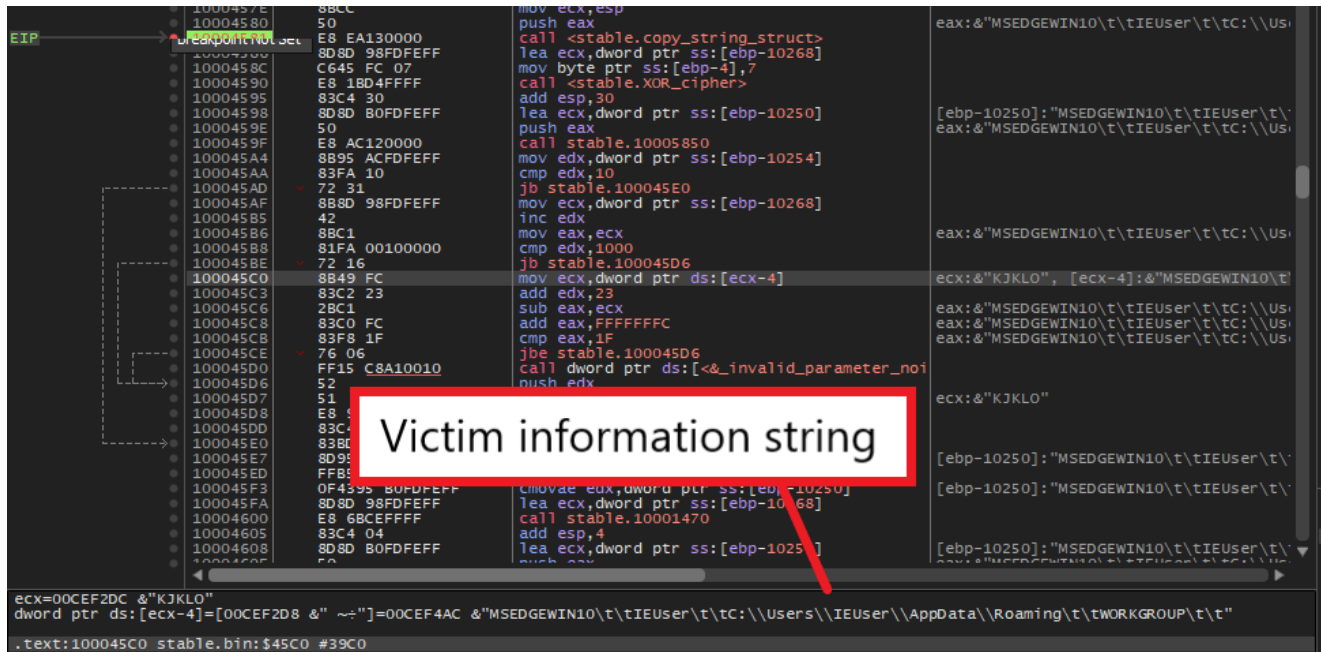 1000457E 8BCC mov ecx,esp
10004580 50 push eax eax:&"MSEDGEWIN10\t\tIEUser\t\tC:\\Us
EIP 10004581 Breakpoint Not Set E8 EA130000 call <stable.copy_string_struct>
10004586 8D8D 98FDFEFF lea ecx,dword ptr ss:[ebp-10268]
1000458C C645 FC 07 mov byte ptr ss:[ebp-4],7
10004590 E8 1BD4FFFF call <stable.XOR_cipher>
10004595 83C4 30 add esp,30
10004598 8D8D B0FDFEFF lea ecx,dword ptr ss:[ebp-10250] [ebp-10250]:"MSEDGEWIN10\t\tIEUser\t\
1000459E 50 push eax eax:&"MSEDGEWIN10\t\tIEUser\t\tC:\\Us
1000459F E8 AC120000 call stable.10005850
100045A4 8B95 ACFDFEFF mov edx,dword ptr ss:[ebp-10254]
100045AA 83FA 10 cmp edx,10
100045AD 72 31 jb stable.100045E0
100045AF 8B8D 98FDFEFF mov ecx,dword ptr ss:[ebp-10268]
100045B5 42 inc edx
100045B6 8BC1 mov eax,ecx eax:&"MSEDGEWIN10\t\tIEUser\t\tC:\\Us
100045B8 81FA 00100000 cmp edx,1000
100045BE 72 16 jb stable.100045D6
100045C0 8B49 FC mov ecx,dword ptr ds:[ecx-4] ecx:&"KJKLO", [ecx-4]:&"MSEDGEWIN10\t
100045C3 83C2 23 add edx,23
100045C6 2BC1 sub eax,ecx eax:&"MSEDGEWIN10\t\tIEUser\t\tC:\\Us
100045C8 83C0 FC add eax,FFFFFFFC eax:&"MSEDGEWIN10\t\tIEUser\t\tC:\\Us
100045CB 83F8 1F cmp eax,1F eax:&"MSEDGEWIN10\t\tIEUser\t\tC:\\Us
100045CE 76 06 jbe stable.100045D6
100045D0 FF15 C8A10010 call dword ptr ds:[<&_invalid_parameter_noi
100045D6 52 push edx
100045D7 51 ecx:&"KJKLO"
100045D8 E8
100045DD 83C4
100045E0 83BD
100045E7 8D95 [ebp-10250]:"MSEDGEWIN10\t\tIEUser\t\
100045ED FFB5
100045F3 0F4395 B0FDFEFF cmovae edx,dword ptr ss:[ebp-10250] [ebp-10250]:"MSEDGEWIN10\t\tIEUser\t\
100045FA 8D8D 98FDFEFF lea ecx,dword ptr ss:[ebp-10268]
10004600 E8 6BCEFFFF call stable.10001470
10004605 83C4 04 add esp,4
10004608 8D8D B0FDFEFF lea ecx,dword ptr ss:[ebp-10250] [ebp-10250]:"MSEDGEWIN10\t\tIEUser\t\
Victim information string
ecx=00CEF2DC &"KJKLO"
dword ptr ds:[ecx-4]=[00CEF2D8 &" ~÷"]=00CEF4AC &"MSEDGEWIN10\t\tIEUser\t\tC:\\Users\\IEUser\\AppData\\Roaming\t\tWORKGROUP\t\t"
.text:100045C0 stable.bin:$45C0 #39C0